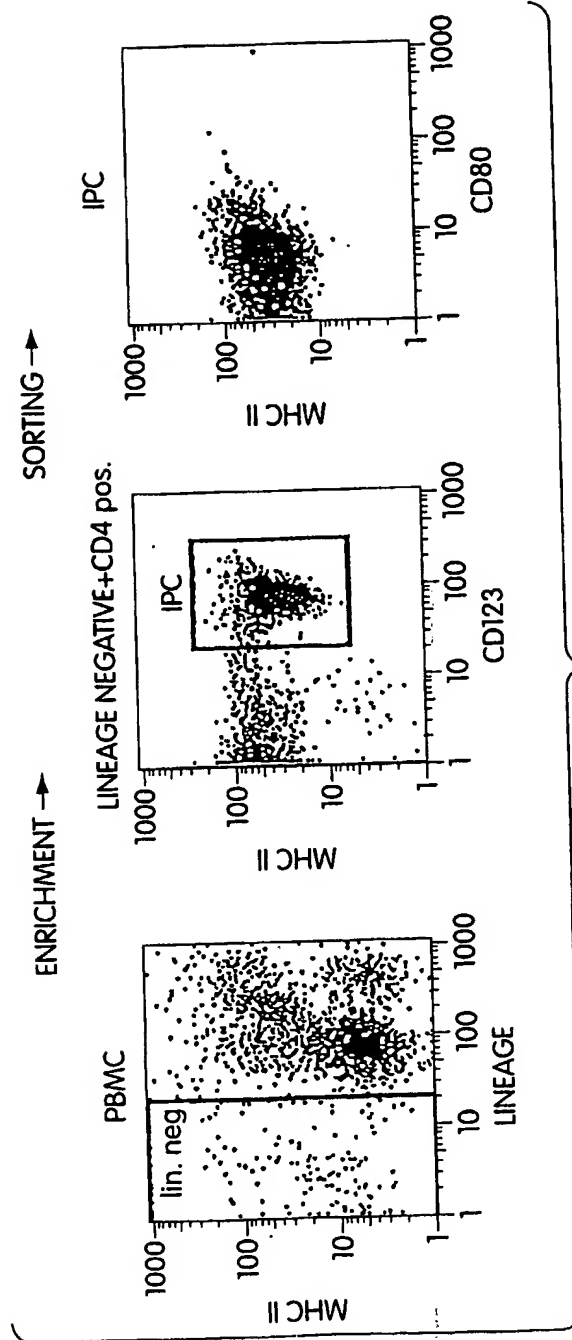 ENRICHMENT → SORTING →
PBMC
lin. neg
MHC II
1000
100
10
1
1 10 100 1000
LINEAGE
LINEAGE NEGATIVE+CD4 pos.
IPC
MHC II
1000
100
10
1
1 10 100 1000
CD123
IPC
MHC II
1000
100
10
1
1 10 100 1000
CD80